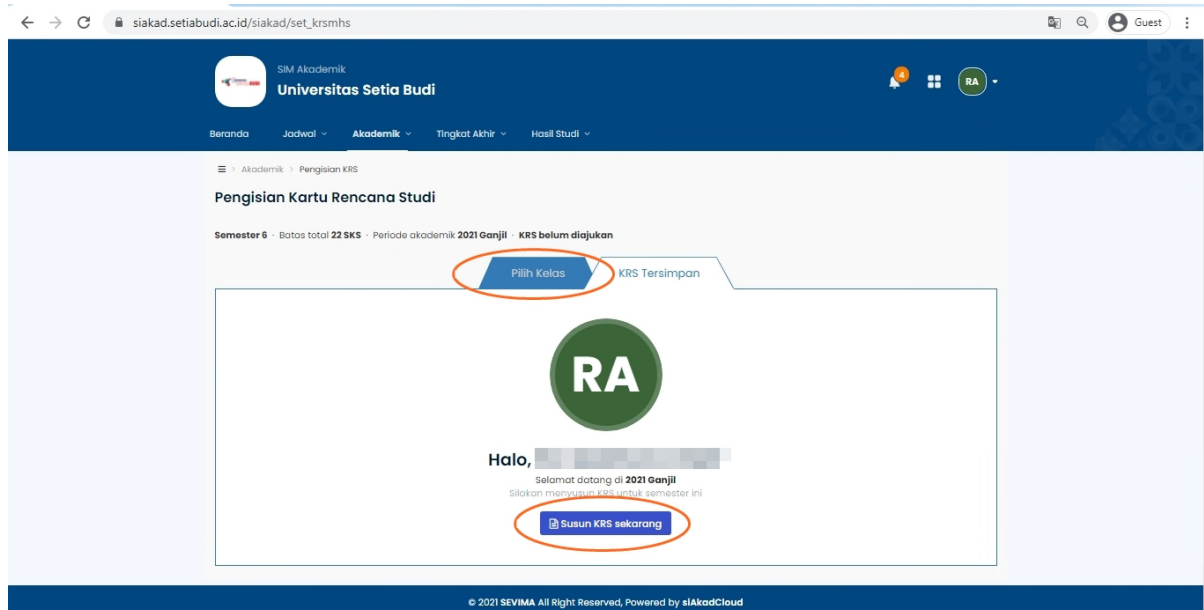 siakad.setiabudi.ac.id/siakad/set_krsmhs
Guest
SIM Akademik
Universitas Setia Budi
4
RA
Beranda Jadwal Akademik Tingkat Akhir Hasil Studi
> Akademik > Pengisian KRS
Pengisian Kartu Rencana Studi
Semester 6 · Batas total 22 SKS · Periode akademik 2021 Ganjil · KRS belum diajukan
Pilih Kelas KRS Tersimpan
RA
Halo,
Selamat datang di 2021 Ganjil
Silakan menyusun KRS untuk semester ini
Susun KRS sekarang
© 2021 SEVIMA All Right Reserved, Powered by siAkadCloud